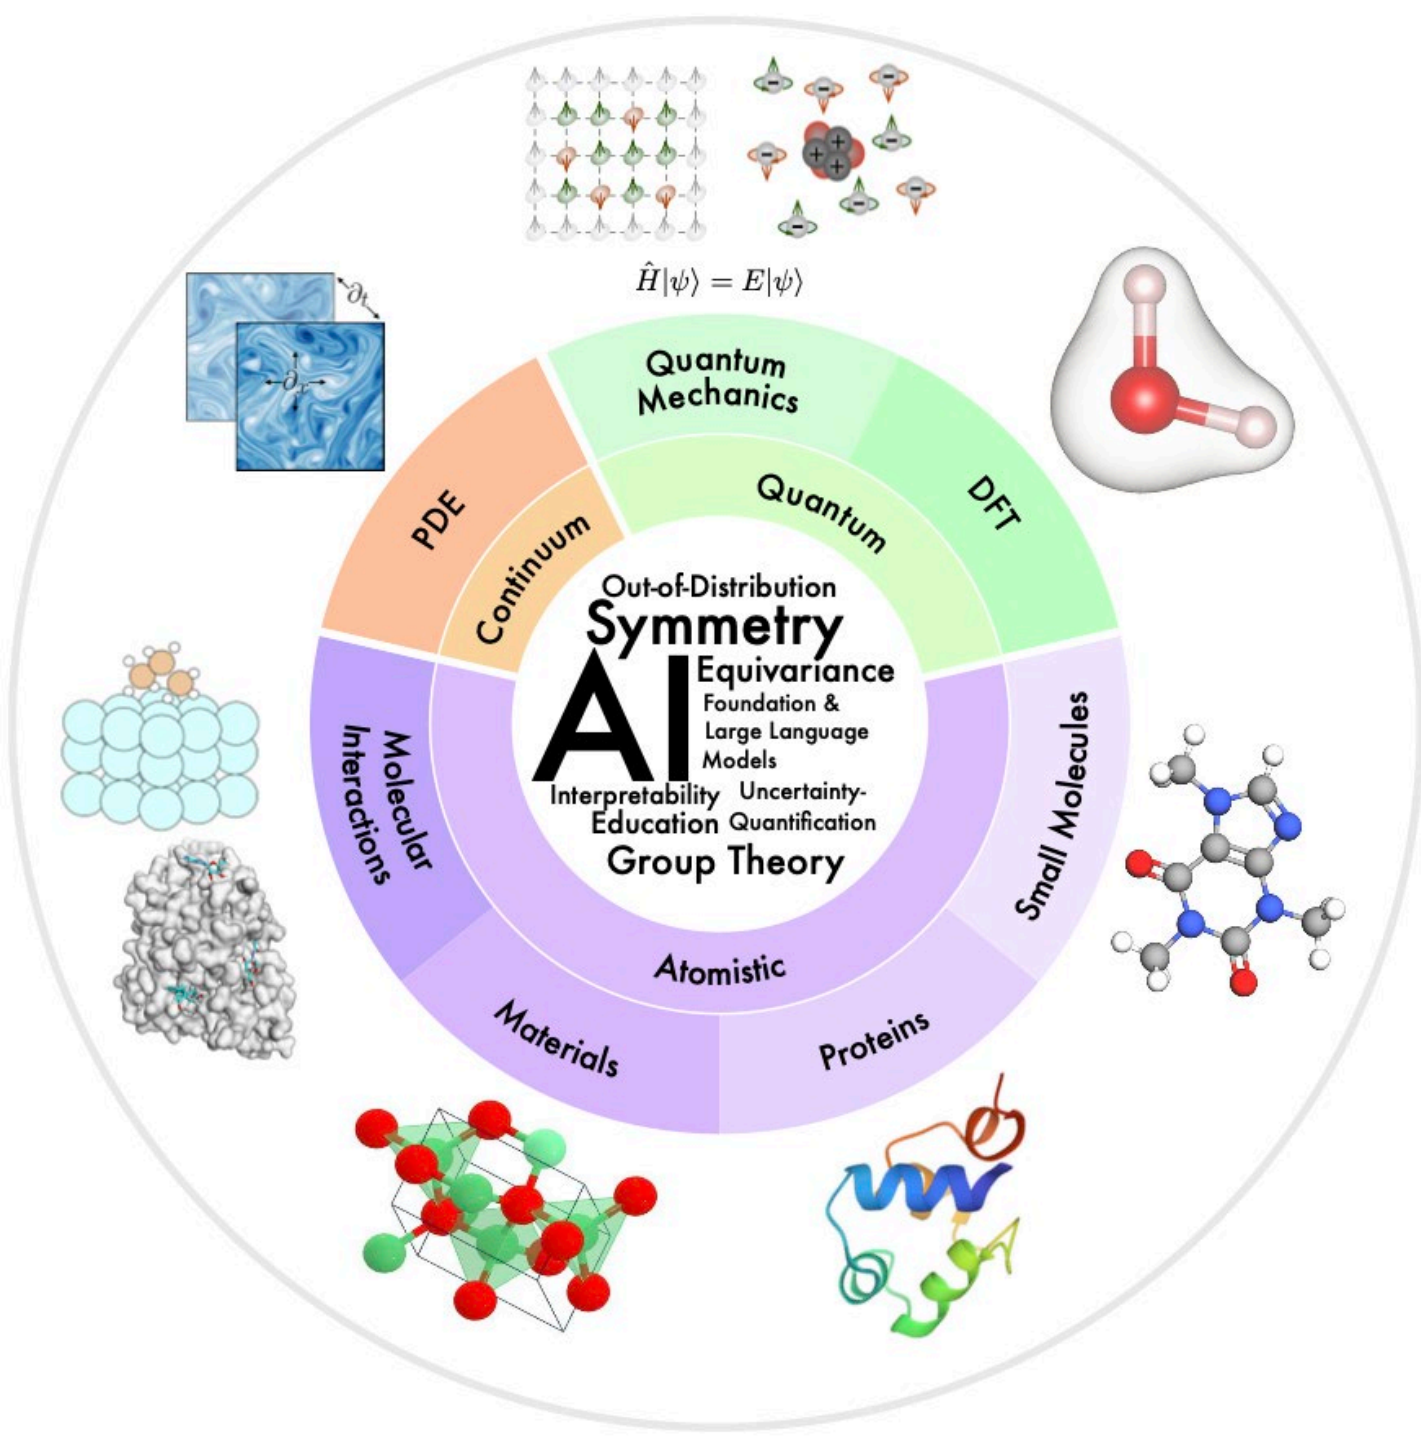 Ĥ|ψ⟩ = E|ψ⟩
∂t
∂x
Quantum
Mechanics
DFT
PDE
Quantum
Continuum
Out-of-Distribution
Symmetry
AI
Equivariance
Foundation &
Large Language
Models
Interpretability
Uncertainty-
Education
Quantification
Group Theory
Molecular
Interactions
Small Molecules
Atomistic
Materials
Proteins